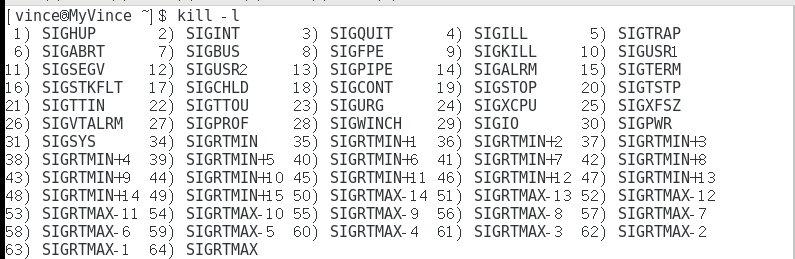 [vince@MyVince ~]$ kill -l
 1) SIGHUP       2) SIGINT       3) SIGQUIT      4) SIGILL       5) SIGTRAP
 6) SIGABRT      7) SIGBUS       8) SIGFPE       9) SIGKILL     10) SIGUSR1
11) SIGSEGV     12) SIGUSR2     13) SIGPIPE     14) SIGALRM     15) SIGTERM
16) SIGSTKFLT   17) SIGCHLD     18) SIGCONT     19) SIGSTOP     20) SIGTSTP
21) SIGTTIN     22) SIGTTOU     23) SIGURG      24) SIGXCPU     25) SIGXFSZ
26) SIGVTALRM   27) SIGPROF     28) SIGWINCH    29) SIGIO       30) SIGPWR
31) SIGSYS      34) SIGRTMIN    35) SIGRTMIN+1  36) SIGRTMIN+2  37) SIGRTMIN+3
38) SIGRTMIN+4  39) SIGRTMIN+5  40) SIGRTMIN+6  41) SIGRTMIN+7  42) SIGRTMIN+8
43) SIGRTMIN+9  44) SIGRTMIN+10 45) SIGRTMIN+11 46) SIGRTMIN+12 47) SIGRTMIN+13
48) SIGRTMIN+14 49) SIGRTMIN+15 50) SIGRTMAX-14 51) SIGRTMAX-13 52) SIGRTMAX-12
53) SIGRTMAX-11 54) SIGRTMAX-10 55) SIGRTMAX-9  56) SIGRTMAX-8  57) SIGRTMAX-7
58) SIGRTMAX-6  59) SIGRTMAX-5  60) SIGRTMAX-4  61) SIGRTMAX-3  62) SIGRTMAX-2
63) SIGRTMAX-1  64) SIGRTMAX